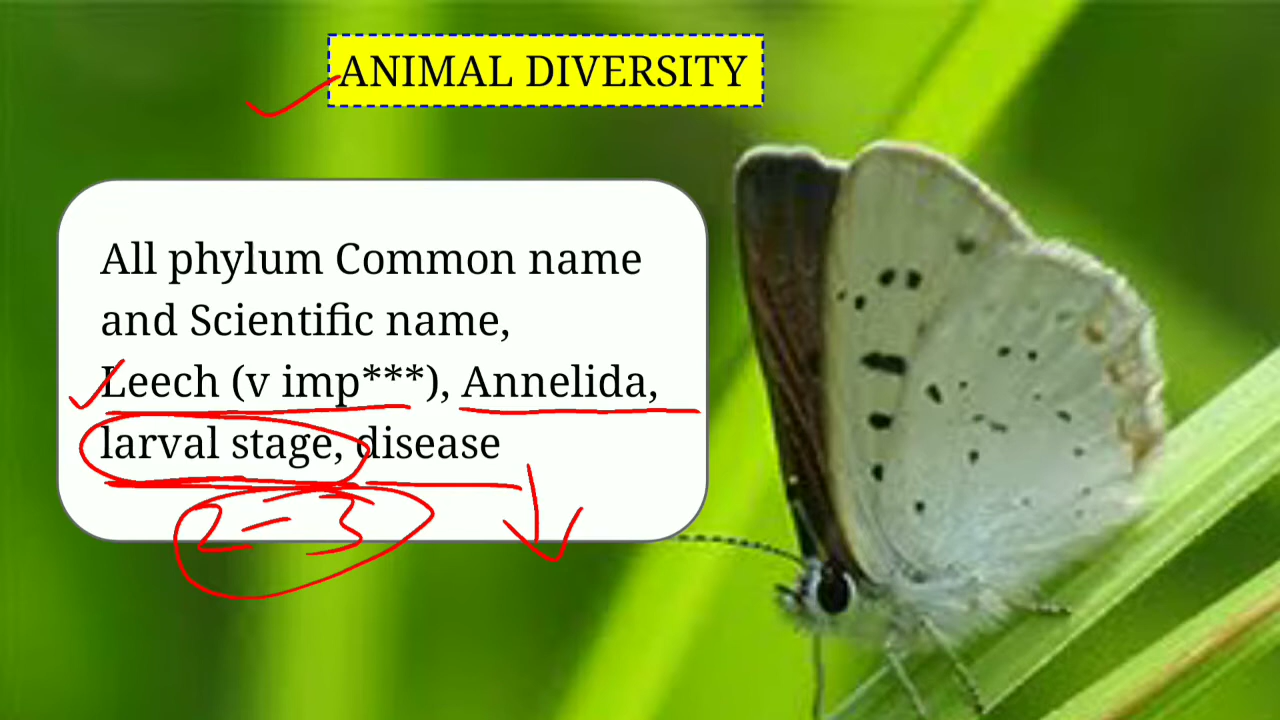 ANIMAL DIVERSITY
All phylum Common name
and Scientific name,
Leech (v imp***), Annelida,
larval stage, disease
2-3